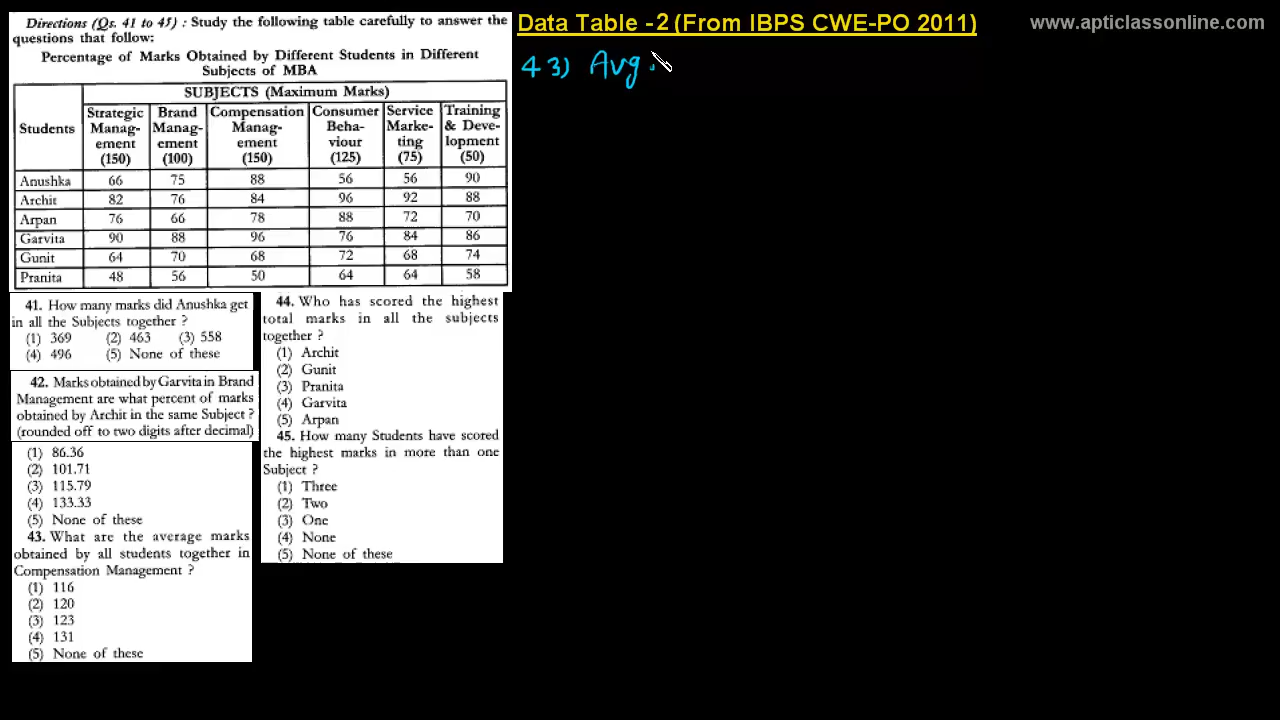 Directions (Qs. 41 to 45) : Study the following table carefully to answer the
questions that follow:
Percentage of Marks Obtained by Different Students in Different
Subjects of MBA
SUBJECTS (Maximum Marks)
Students
Strategic Manag- ement (150)
Brand Manag- ement (100)
Compensation Manag- ement (150)
Consumer Beha- viour (125)
Service Marke- ting (75)
Training & Deve- lopment (50)
Anushka 66 75 88 56 56 90
Archit 82 76 84 96 92 88
Arpan 76 66 78 88 72 70
Garvita 90 88 96 76 84 86
Gunit 64 70 68 72 68 74
Pranita 48 56 50 64 64 58
41. How many marks did Anushka get
in all the Subjects together ?
(1) 369 (2) 463 (3) 558
(4) 496 (5) None of these
42. Marks obtained by Garvita in Brand
Management are what percent of marks
obtained by Archit in the same Subject ?
(rounded off to two digits after decimal)
(1) 86.36
(2) 101.71
(3) 115.79
(4) 133.33
(5) None of these
43. What are the average marks
obtained by all students together in
Compensation Management ?
(1) 116
(2) 120
(3) 123
(4) 131
(5) None of these
44. Who has scored the highest
total marks in all the subjects
together ?
(1) Archit
(2) Gunit
(3) Pranita
(4) Garvita
(5) Arpan
45. How many Students have scored
the highest marks in more than one
Subject ?
(1) Three
(2) Two
(3) One
(4) None
(5) None of these
Data Table -2 (From IBPS CWE-PO 2011)
www.apticlassonline.com
43) Avg.